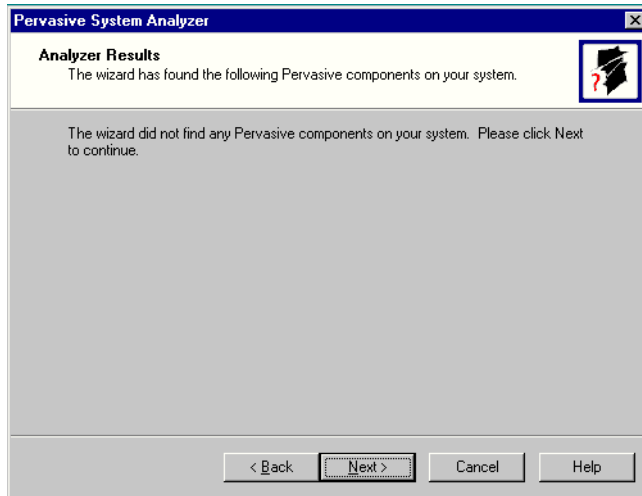 Pervasive System Analyzer
Analyzer Results
The wizard has found the following Pervasive components on your system.
?
The wizard did not find any Pervasive components on your system.  Please click Next
to continue.
< Back  Next >  Cancel  Help